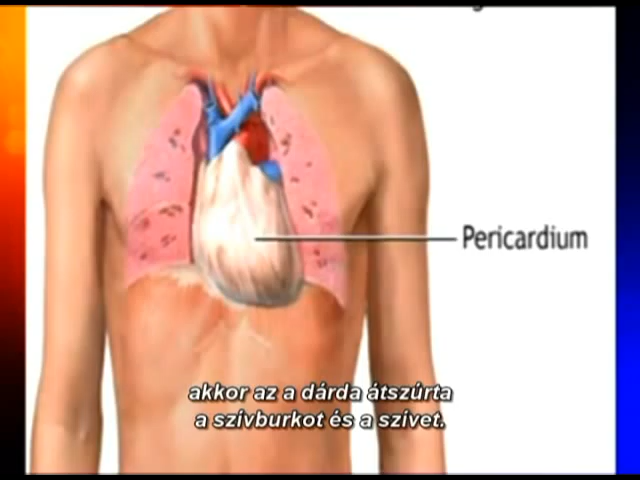 Pericardium
akkor az a dárda átszúrta
a szívburkot és a szívet.